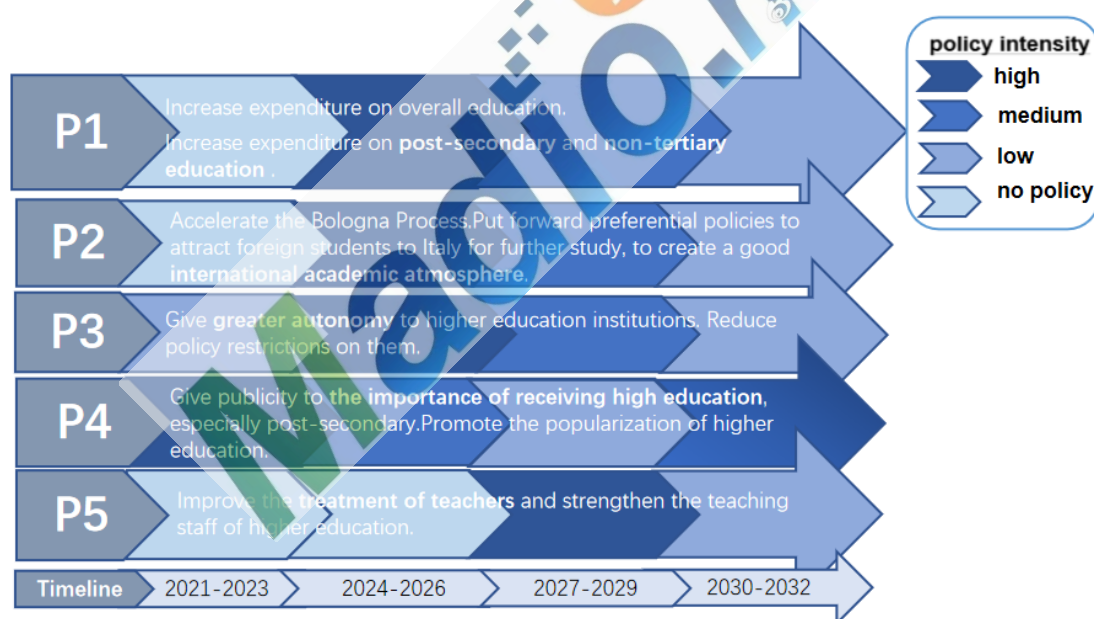 P1
Increase expenditure on overall education.
Increase expenditure on post-secondary and non-tertiary
education .
P2
Accelerate the Bologna Process.Put forward preferential policies to
attract foreign students to Italy for further study, to create a good
international academic atmosphere.
P3
Give greater autonomy to higher education institutions. Reduce
policy restrictions on them.
P4
Give publicity to the importance of receiving high education,
especially post-secondary.Promote the popularization of higher
education.
P5
Improve the treatment of teachers and strengthen the teaching
staff of higher education.
Timeline 2021-2023 2024-2026 2027-2029 2030-2032
policy intensity
high
medium
low
no policy
Madio.n